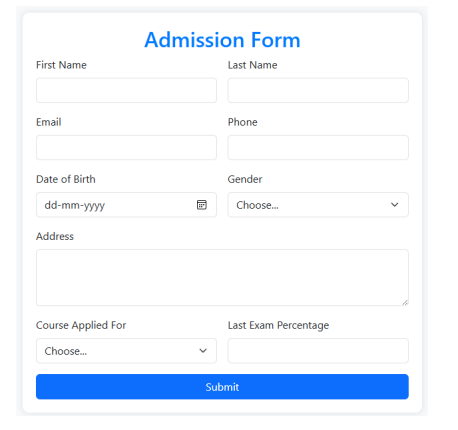 Admission Form
First Name Last Name
Email Phone
Date of Birth Gender
dd-mm-yyyy Choose...
Address
Course Applied For Last Exam Percentage
Choose...
Submit